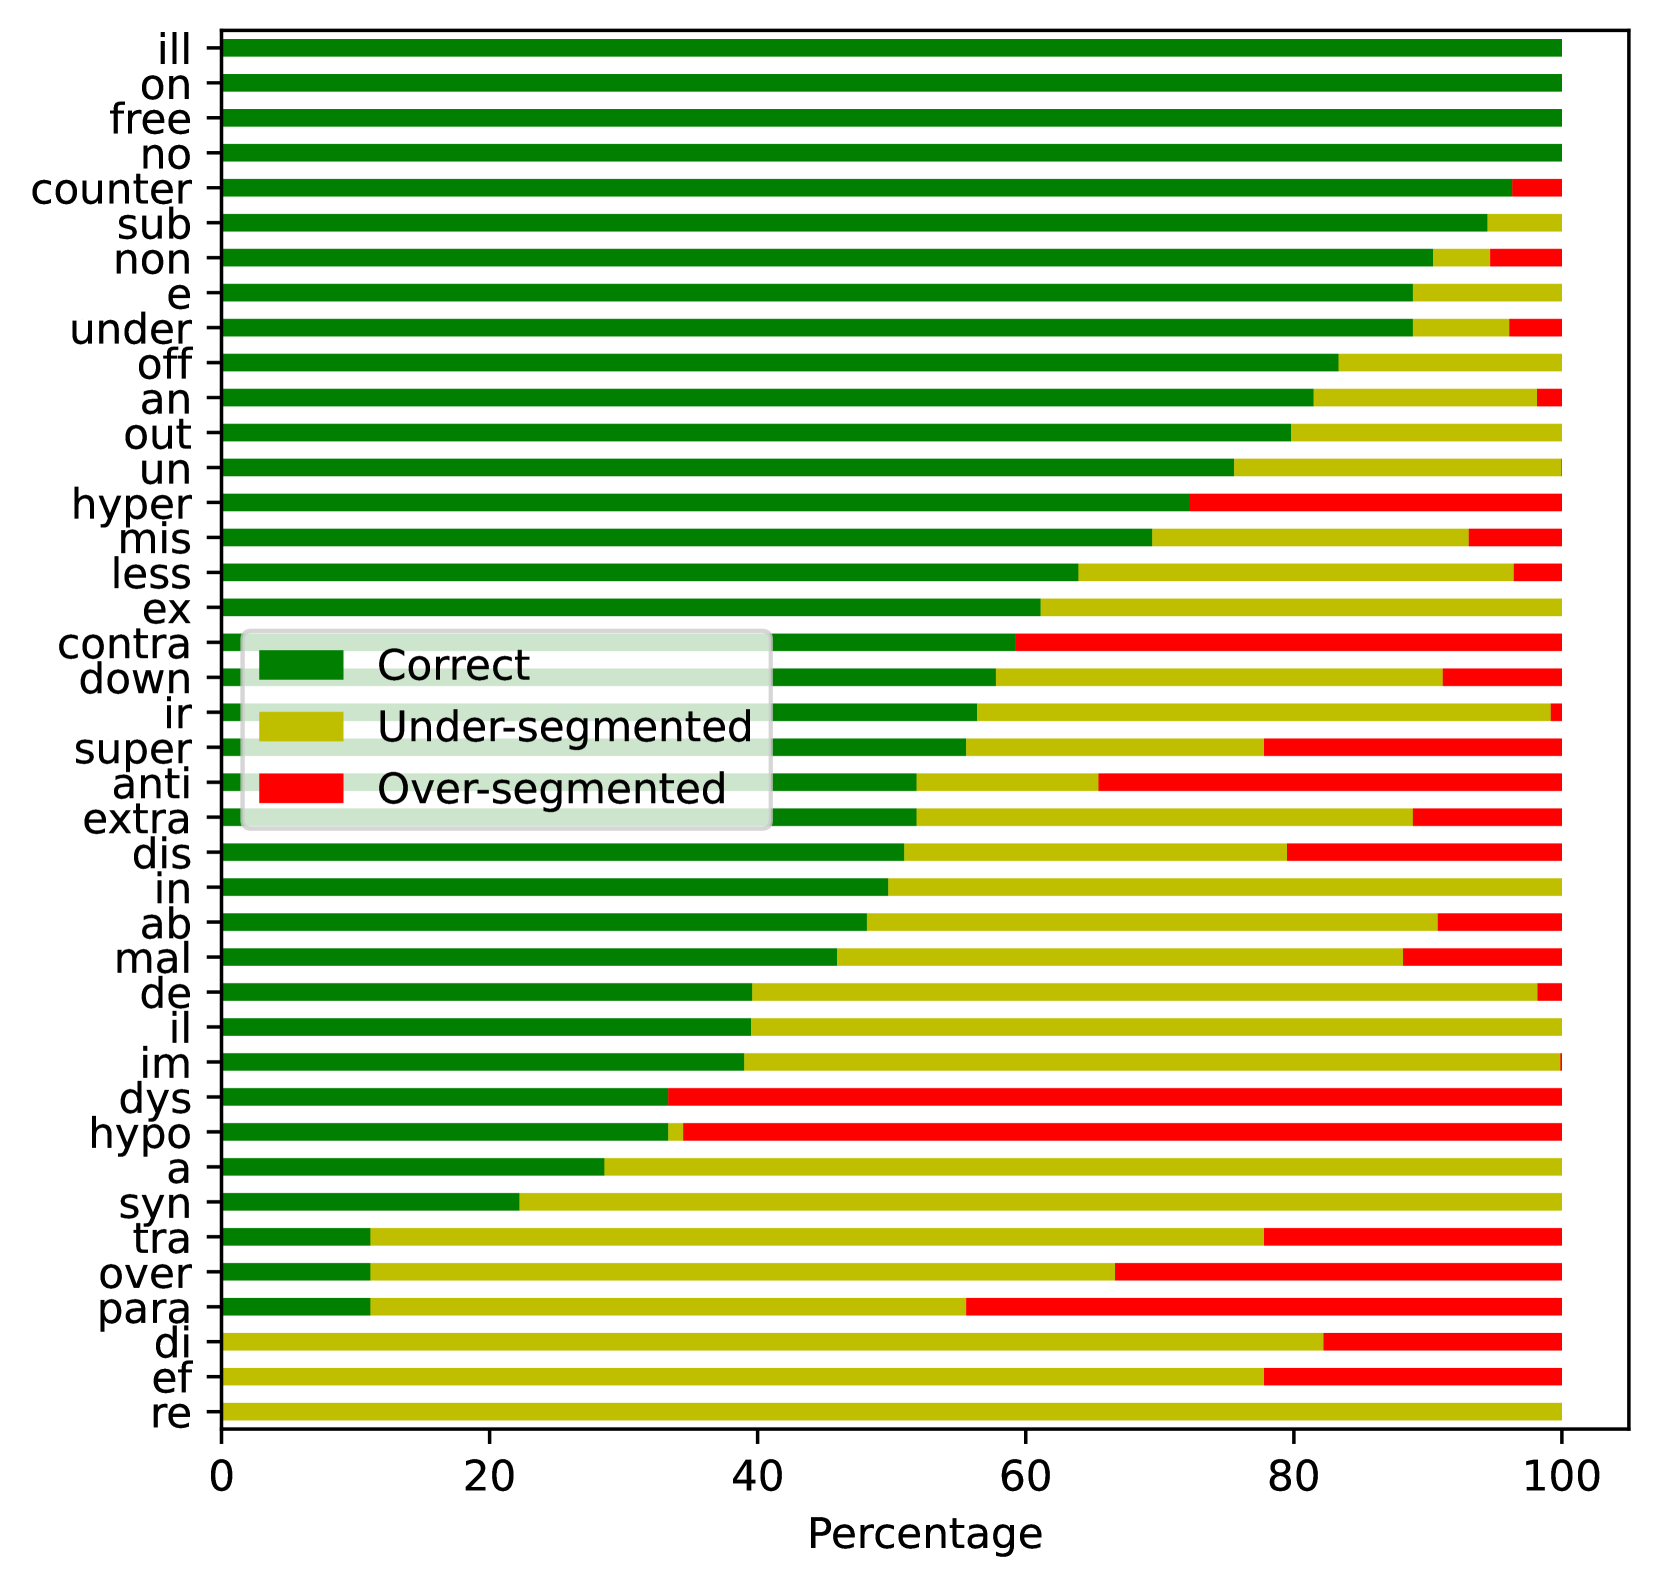 ill
on
free
no
counter
sub
non
e
under
off
an
out
un
hyper
mis
less
ex
contra
down
ir
super
anti
extra
dis
in
ab
mal
de
il
im
dys
hypo
a
syn
tra
over
para
di
ef
re
Correct
Under-segmented
Over-segmented
0 20 40 60 80 100
Percentage